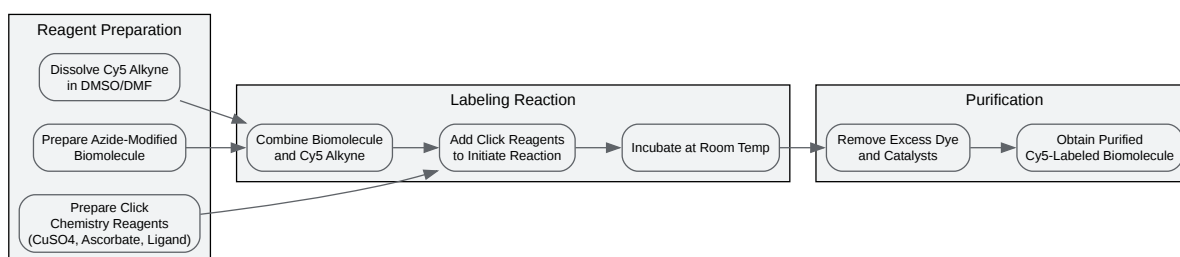 Reagent Preparation
Dissolve Cy5 Alkyne
in DMSO/DMF
Prepare Azide-Modified
Biomolecule
Prepare Click
Chemistry Reagents
(CuSO4, Ascorbate, Ligand)
Labeling Reaction
Combine Biomolecule
and Cy5 Alkyne
Add Click Reagents
to Initiate Reaction
Incubate at Room Temp
Purification
Remove Excess Dye
and Catalysts
Obtain Purified
Cy5-Labeled Biomolecule